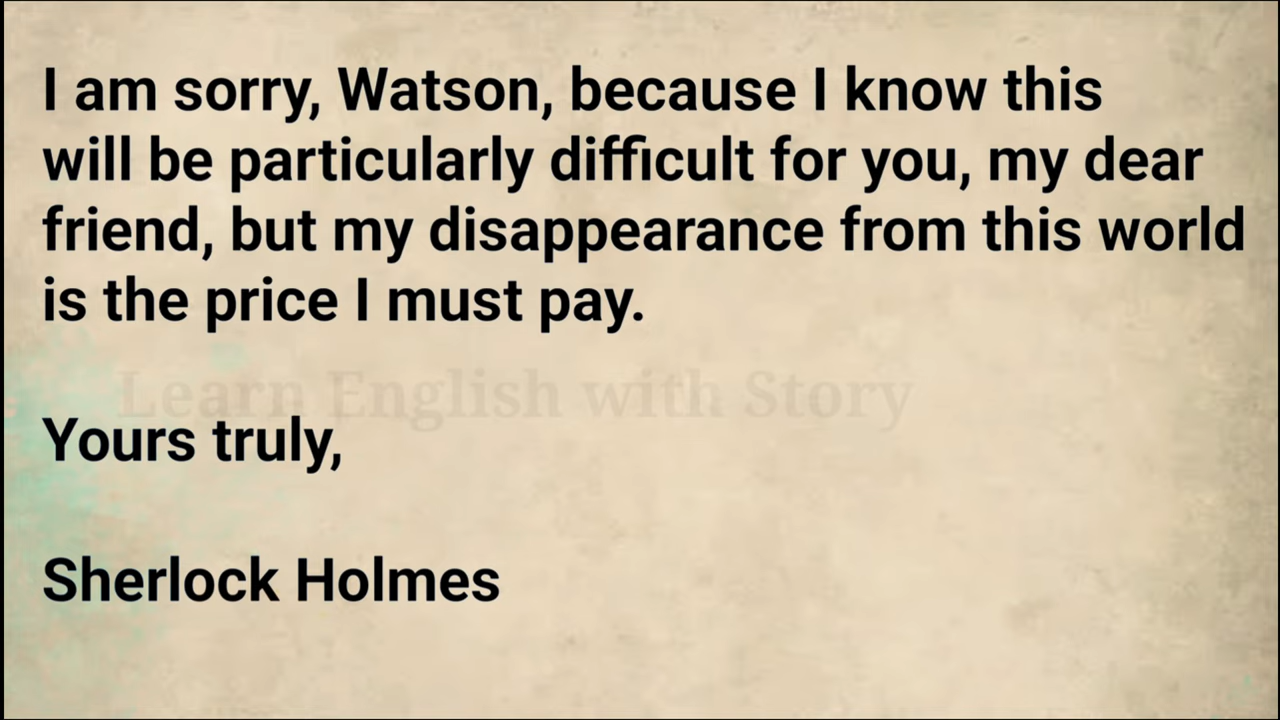 I am sorry, Watson, because I know this
will be particularly difficult for you, my dear
friend, but my disappearance from this world
is the price I must pay.
Learn English with Story
Yours truly,
Sherlock Holmes